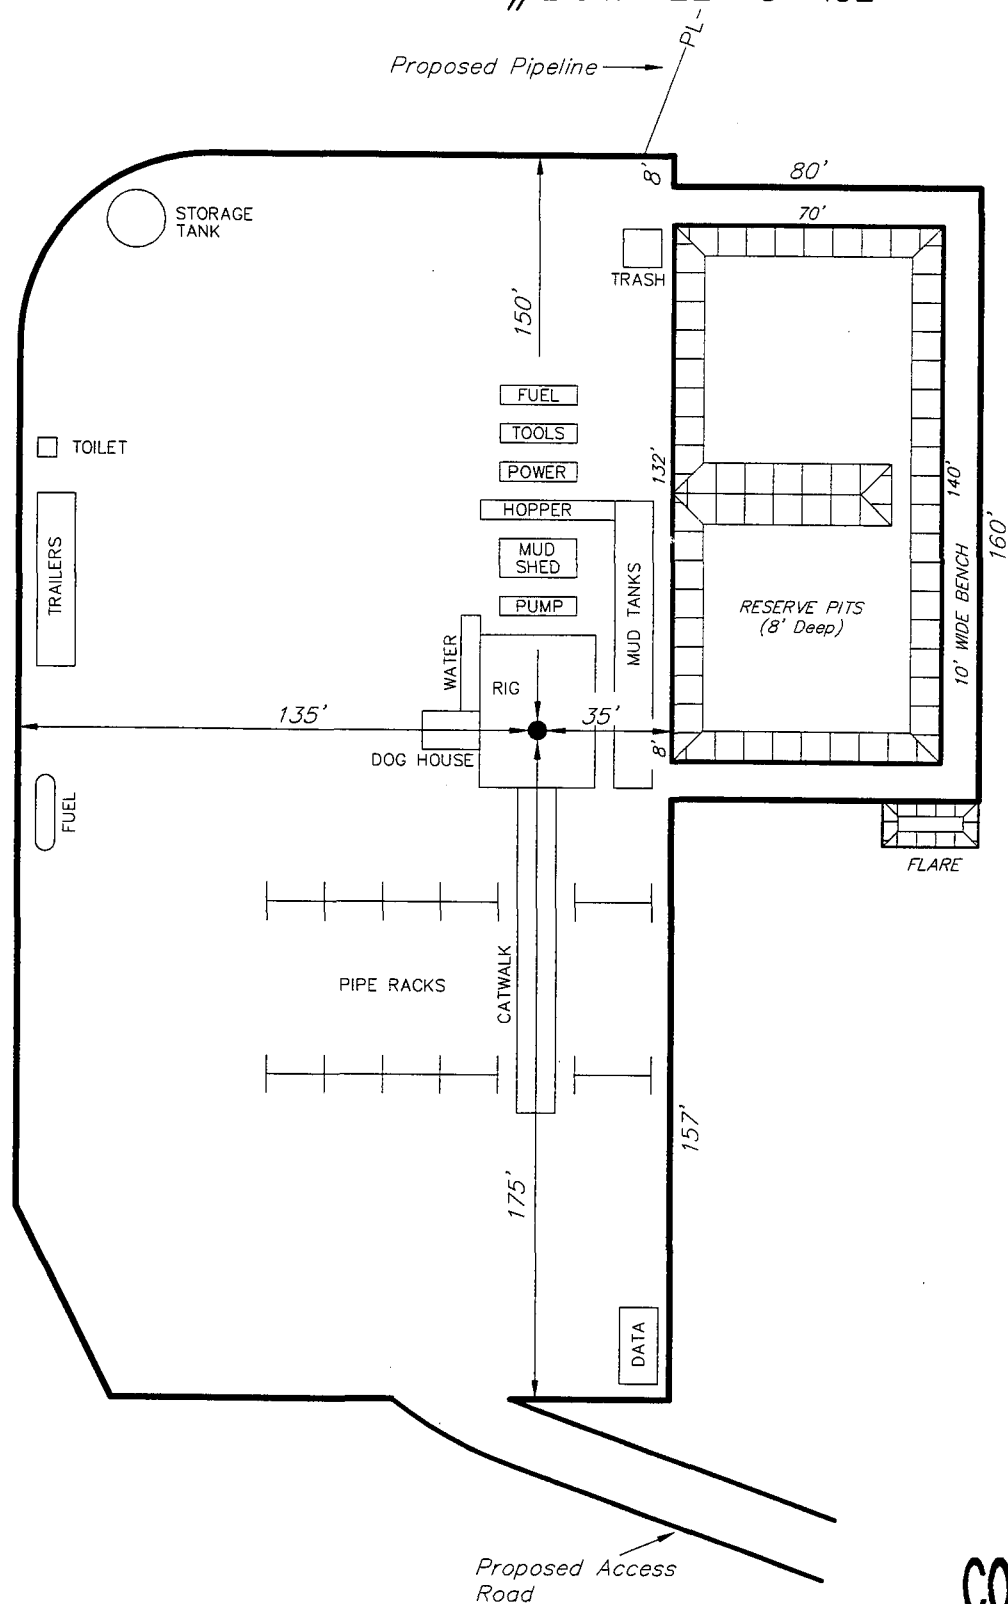 PL-
Proposed Pipeline
8'
80'
70'
STORAGE
TANK
TRASH
150'
FUEL
TOOLS
TOILET
POWER
132'
140'
HOPPER
160'
TRAILERS
MUD
SHED
MUD TANKS
PUMP
RESERVE PITS
(8' Deep)
10' WIDE BENCH
WATER
RIG
135'
35'
8'
DOG HOUSE
FUEL
FLARE
CATWALK
PIPE RACKS
157'
175'
DATA
Proposed Access
Road
CO